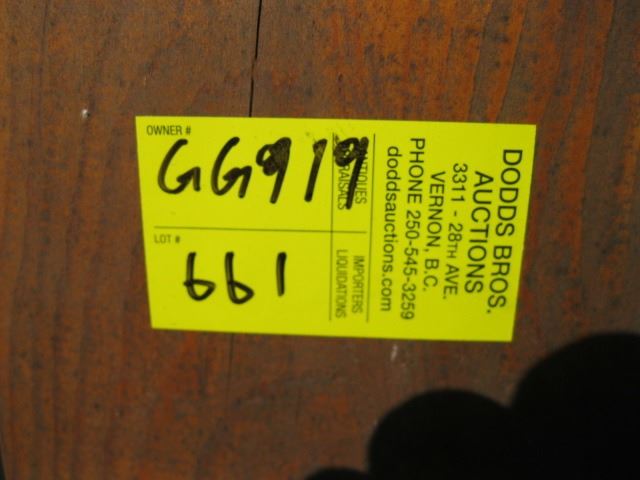 OWNER #
GG919
LOT #
661
ANTIQUES
APPRAISALS
IMPORTERS
LIQUIDATIONS
DODDS BROS.
AUCTIONS
3311 - 28TH AVE.
VERNON, B.C.
PHONE 250-545-3259
doddsauctions.com